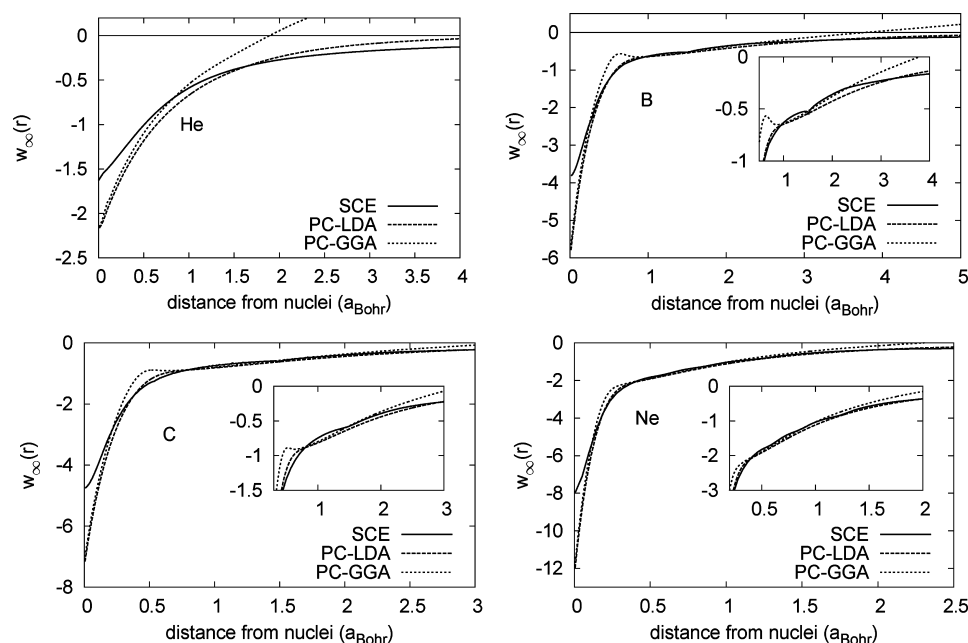 0
-0.5
-1
-1.5
-2
-2.5
w∞(r)
He
SCE
PC-LDA
PC-GGA
0 0.5 1 1.5 2 2.5 3 3.5 4
distance from nuclei (aBohr)
0
-1
-2
-3
-4
-5
-6
w∞(r)
B
0
-0.5
-1
1 2 3 4
SCE
PC-LDA
PC-GGA
0 1 2 3 4 5
distance from nuclei (aBohr)
0
-2
-4
-6
-8
w∞(r)
C
0
-0.5
-1
-1.5
1 2 3
SCE
PC-LDA
PC-GGA
0 0.5 1 1.5 2 2.5 3
distance from nuclei (aBohr)
0
-2
-4
-6
-8
-10
-12
w∞(r)
Ne
0
-1
-2
-3
0.5 1 1.5 2
SCE
PC-LDA
PC-GGA
0 0.5 1 1.5 2 2.5
distance from nuclei (aBohr)